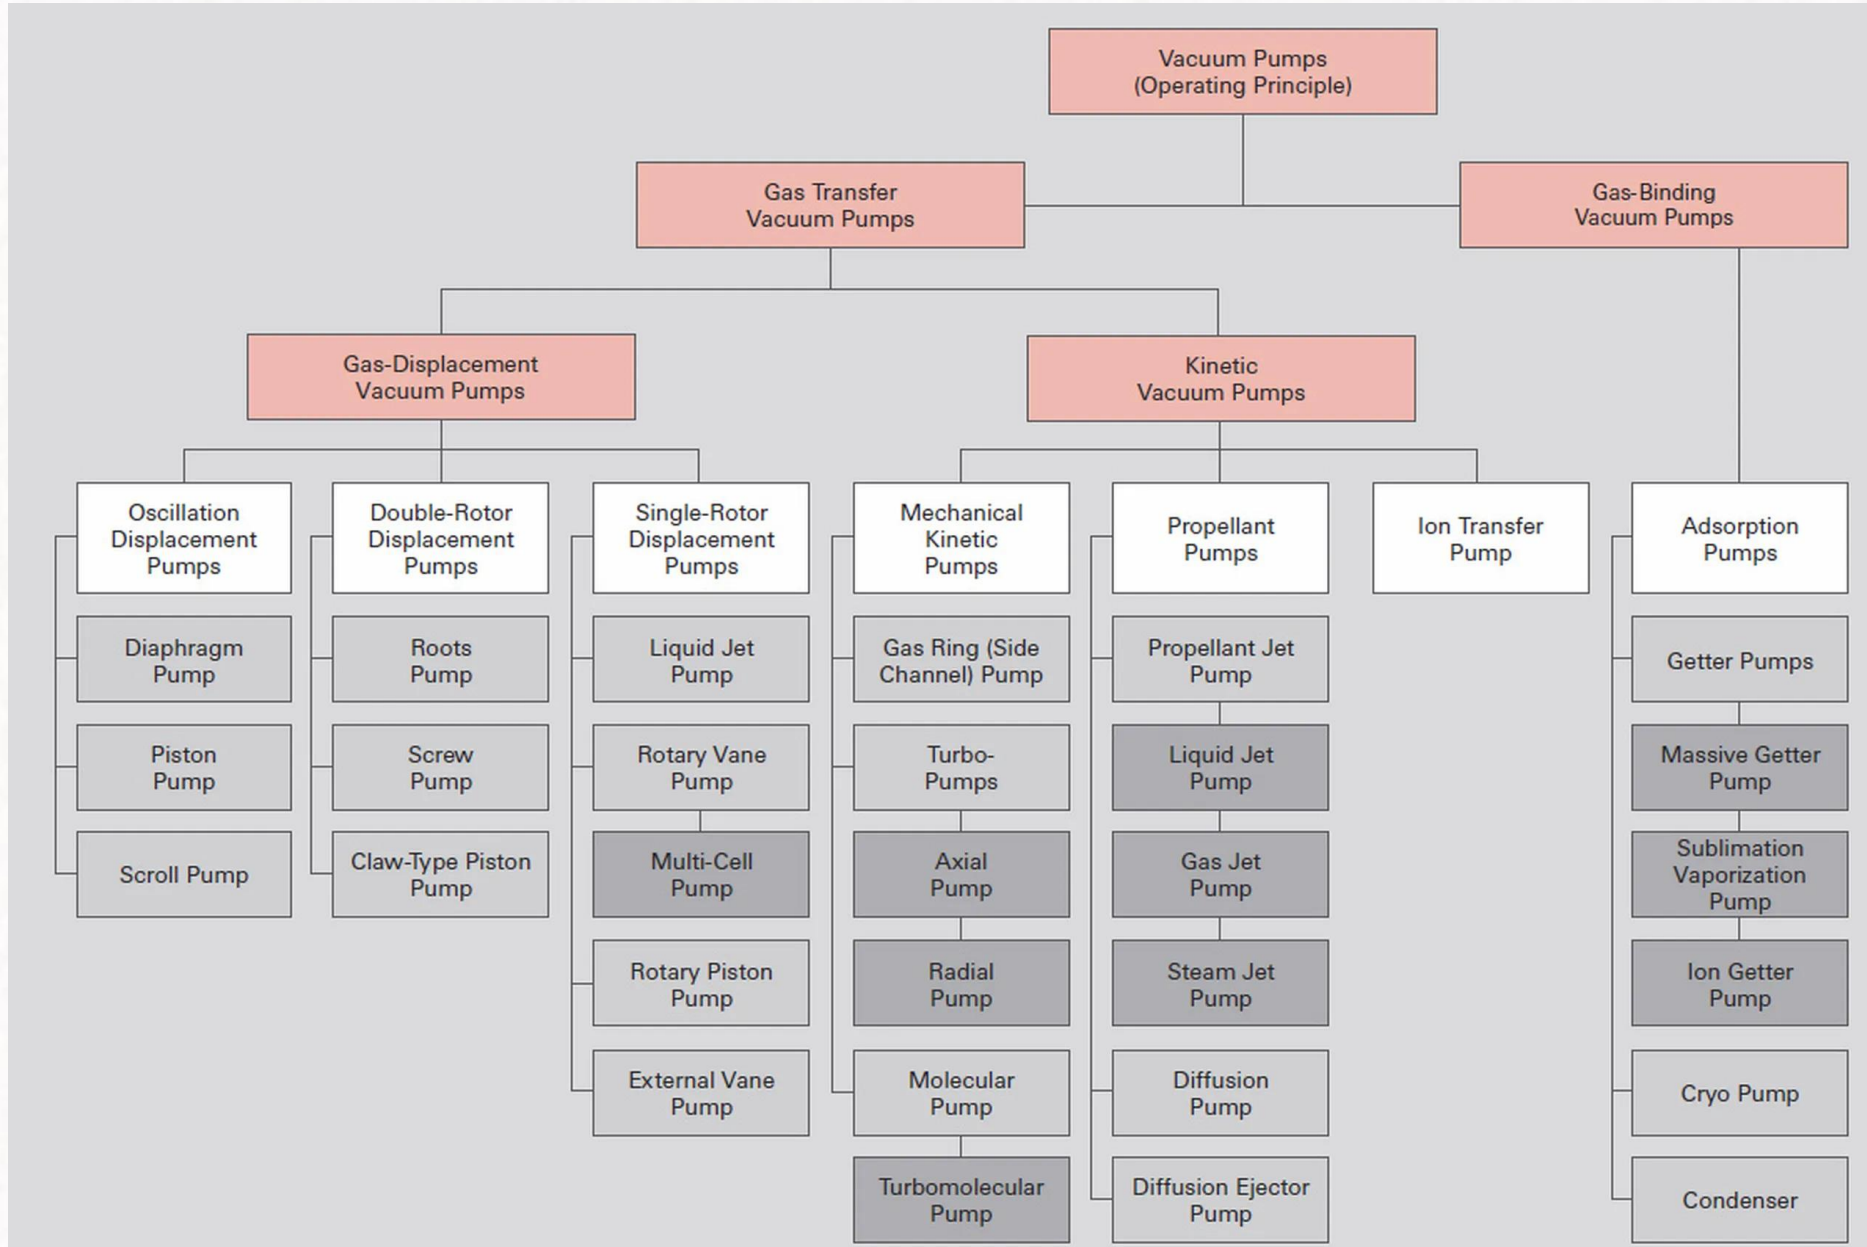 Vacuum Pumps
(Operating Principle)
Gas Transfer
Vacuum Pumps
Gas-Binding
Vacuum Pumps
Gas-Displacement
Vacuum Pumps
Kinetic
Vacuum Pumps
Oscillation
Displacement
Pumps
Double-Rotor
Displacement
Pumps
Single-Rotor
Displacement
Pumps
Mechanical
Kinetic
Pumps
Propellant
Pumps
Ion Transfer
Pump
Adsorption
Pumps
Diaphragm
Pump
Roots
Pump
Liquid Jet
Pump
Gas Ring (Side
Channel) Pump
Propellant Jet
Pump
Getter Pumps
Piston
Pump
Screw
Pump
Rotary Vane
Pump
Turbo-
Pumps
Liquid Jet
Pump
Massive Getter
Pump
Scroll Pump
Claw-Type Piston
Pump
Multi-Cell
Pump
Axial
Pump
Gas Jet
Pump
Sublimation
Vaporization
Pump
Rotary Piston
Pump
Radial
Pump
Steam Jet
Pump
Ion Getter
Pump
External Vane
Pump
Molecular
Pump
Diffusion
Pump
Cryo Pump
Turbomolecular
Pump
Diffusion Ejector
Pump
Condenser